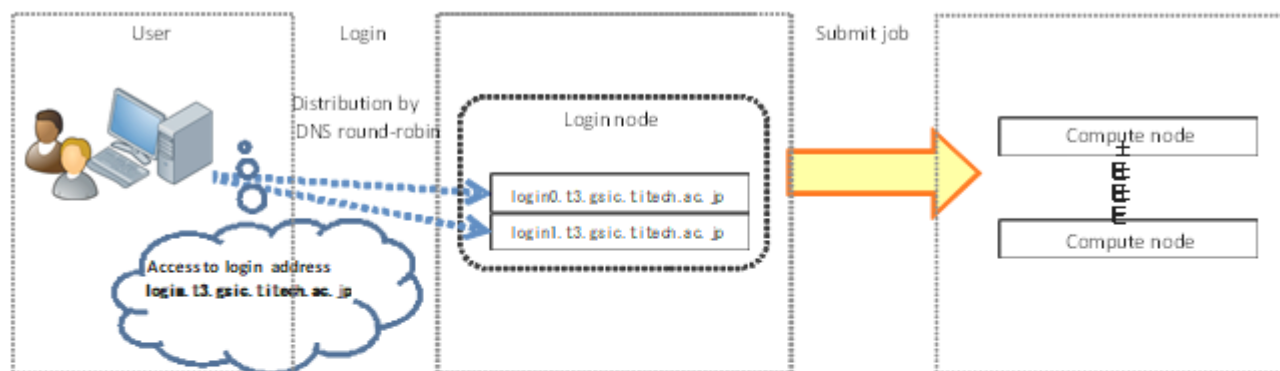 User
Login
Submit job
Distribution by
DNS round-robin
Login node
login0.t3.gsic.titech.ac.jp
login1.t3.gsic.titech.ac.jp
Access to login address
login.t3.gsic.titech.ac.jp
Compute node
Compute node